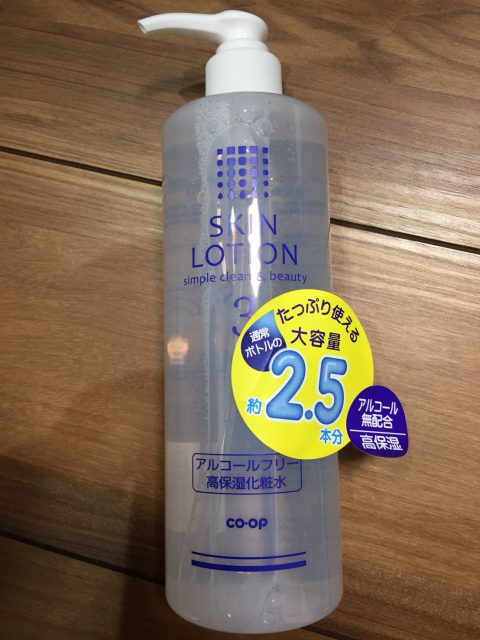 SKIN
LOTION
simple clean & beauty
3
たっぷり使える
大容量
通常
ボトルの
約2.5本分
アルコール
無配合
高保湿
アルコールフリー
高保湿化粧水
co·op